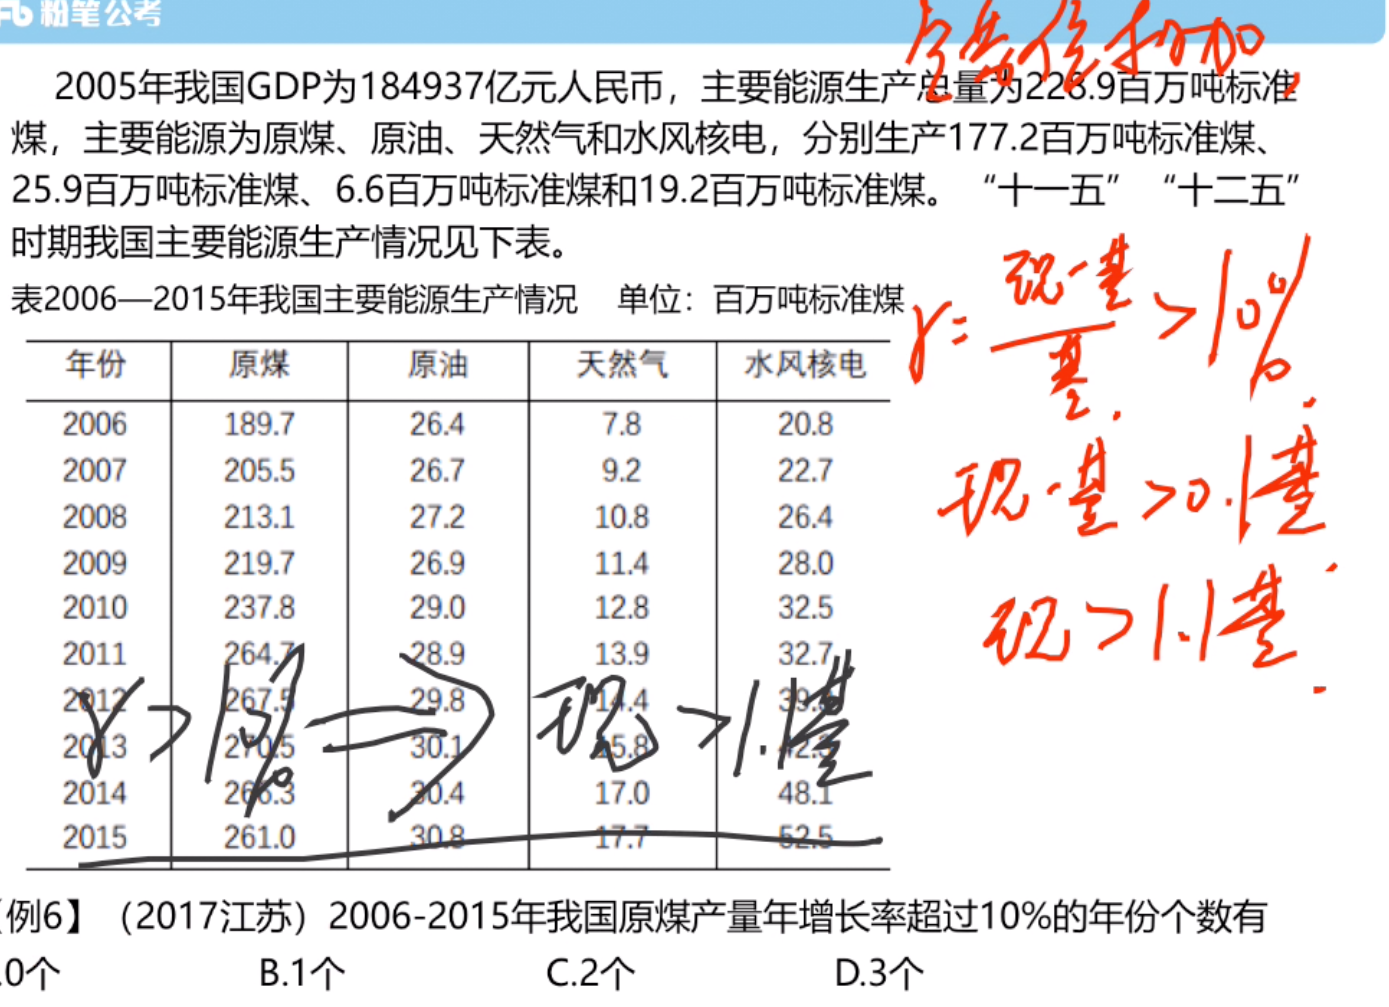 粉笔公考
错位相加
2005年我国GDP为184937亿元人民币，主要能源生产总量为228.9百万吨标准
煤，主要能源为原煤、原油、天然气和水风核电，分别生产177.2百万吨标准煤、
25.9百万吨标准煤、6.6百万吨标准煤和19.2百万吨标准煤。“十一五”“十二五”
时期我国主要能源生产情况见下表。
表2006—2015年我国主要能源生产情况 单位：百万吨标准煤
r=(现-基)/基>10%.
现-基>0.1基
现>1.1基
年份 原煤 原油 天然气 水风核电
2006 189.7 26.4 7.8 20.8
2007 205.5 26.7 9.2 22.7
2008 213.1 27.2 10.8 26.4
2009 219.7 26.9 11.4 28.0
2010 237.8 29.0 12.8 32.5
2011 264.7 28.9 13.9 32.7
2012 267.5 29.8 14.4
2013 270.5 30.1 15.8 42.3
2014 266.3 30.4 17.0 48.1
2015 261.0 30.8 17.7 52.5
r>10% ⇒ 现>1.1基
例6】（2017江苏）2006-2015年我国原煤产量年增长率超过10%的年份个数有
.0个 B.1个 C.2个 D.3个